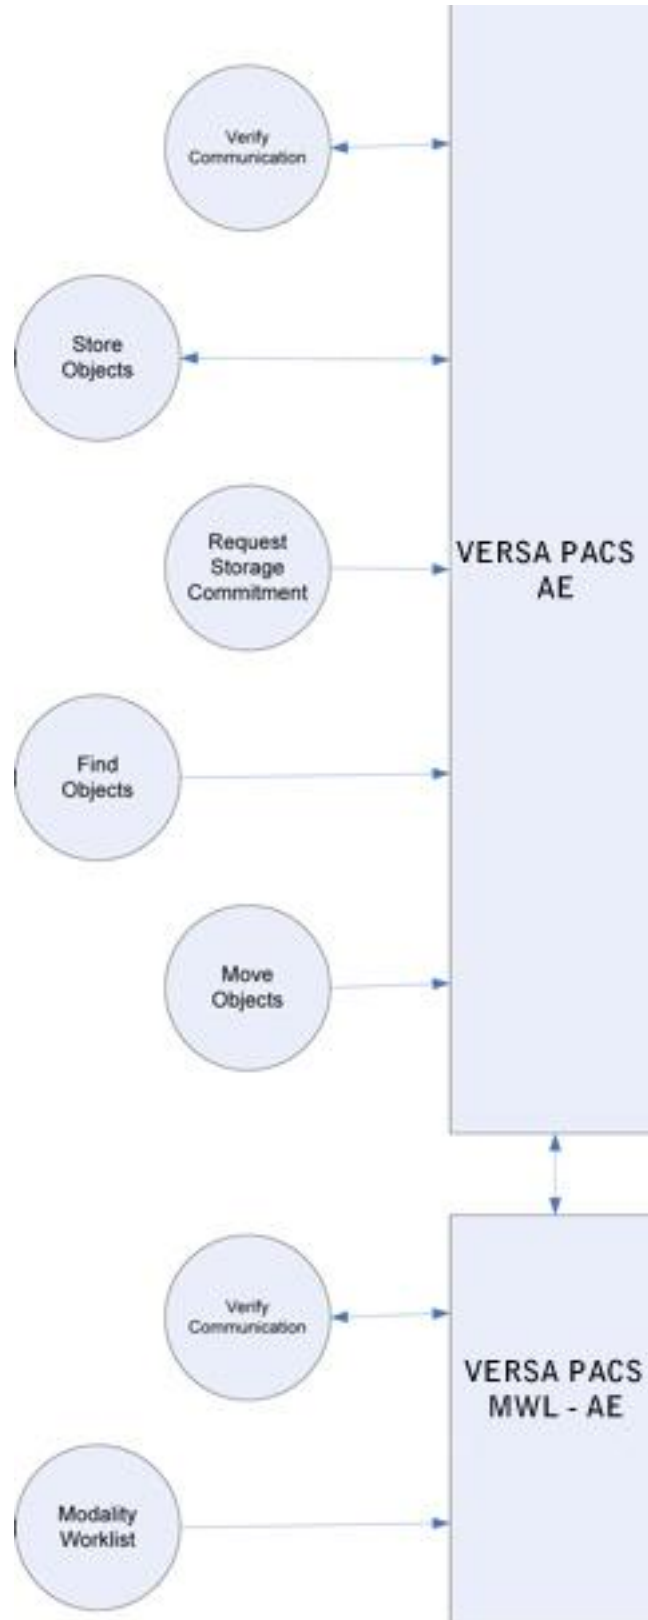 Verify
Communication
Store
Objects
Request
Storage
Commitment
VERSA PACS
AE
Find
Objects
Move
Objects
Verify
Communication
VERSA PACS
MWL - AE
Modality
Worklist